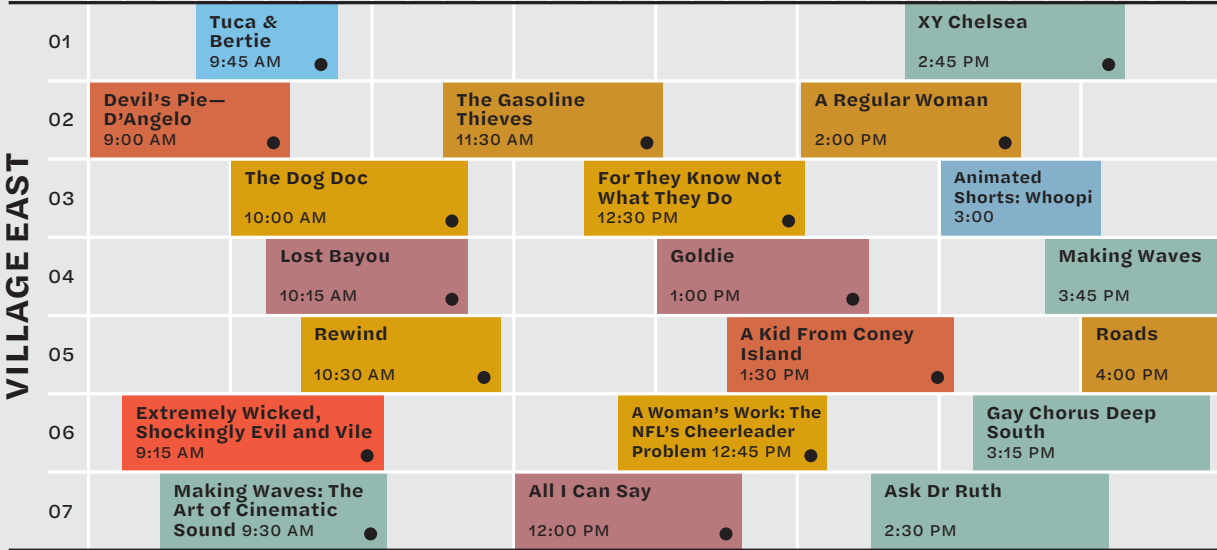 VILLAGE EAST
01
Tuca &
Bertie
9:45 AM
XY Chelsea
2:45 PM
02
Devil's Pie—
D'Angelo
9:00 AM
The Gasoline
Thieves
11:30 AM
A Regular Woman
2:00 PM
03
The Dog Doc
10:00 AM
For They Know Not
What They Do
12:30 PM
Animated
Shorts: Whoopi
3:00
04
Lost Bayou
10:15 AM
Goldie
1:00 PM
Making Waves
3:45 PM
05
Rewind
10:30 AM
A Kid From Coney
Island
1:30 PM
Roads
4:00 PM
06
Extremely Wicked,
Shockingly Evil and Vile
9:15 AM
A Woman's Work: The
NFL's Cheerleader
Problem 12:45 PM
Gay Chorus Deep
South
3:15 PM
07
Making Waves: The
Art of Cinematic
Sound 9:30 AM
All I Can Say
12:00 PM
Ask Dr Ruth
2:30 PM